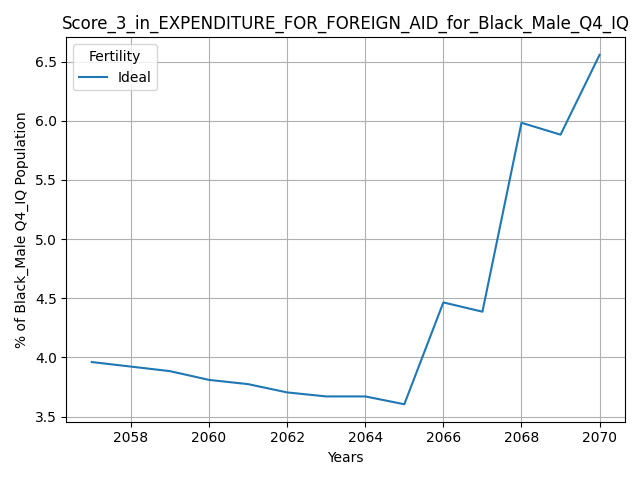 Score_3_in_EXPENDITURE_FOR_FOREIGN_AID_for_Black_Male_Q4_IQ
Fertility
Ideal
% of Black_Male Q4_IQ Population
6.5
6.0
5.5
5.0
4.5
4.0
3.5
2058 2060 2062 2064 2066 2068 2070
Years